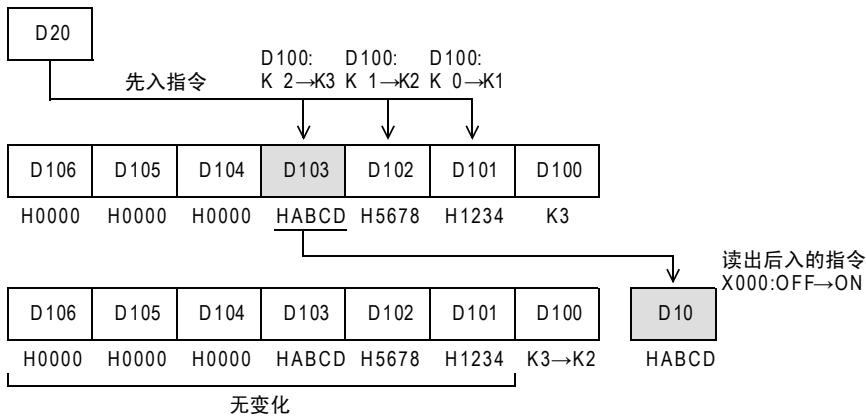 D20
先入指令
D100: D100: D100:
K 2→K3 K 1→K2 K 0→K1
D106 D105 D104 D103 D102 D101 D100
H0000 H0000 H0000 HABCD H5678 H1234 K3
读出后入的指令
X000:OFF→ON
D106 D105 D104 D103 D102 D101 D100 D10
H0000 H0000 H0000 HABCD H5678 H1234 K3→K2 HABCD
无变化